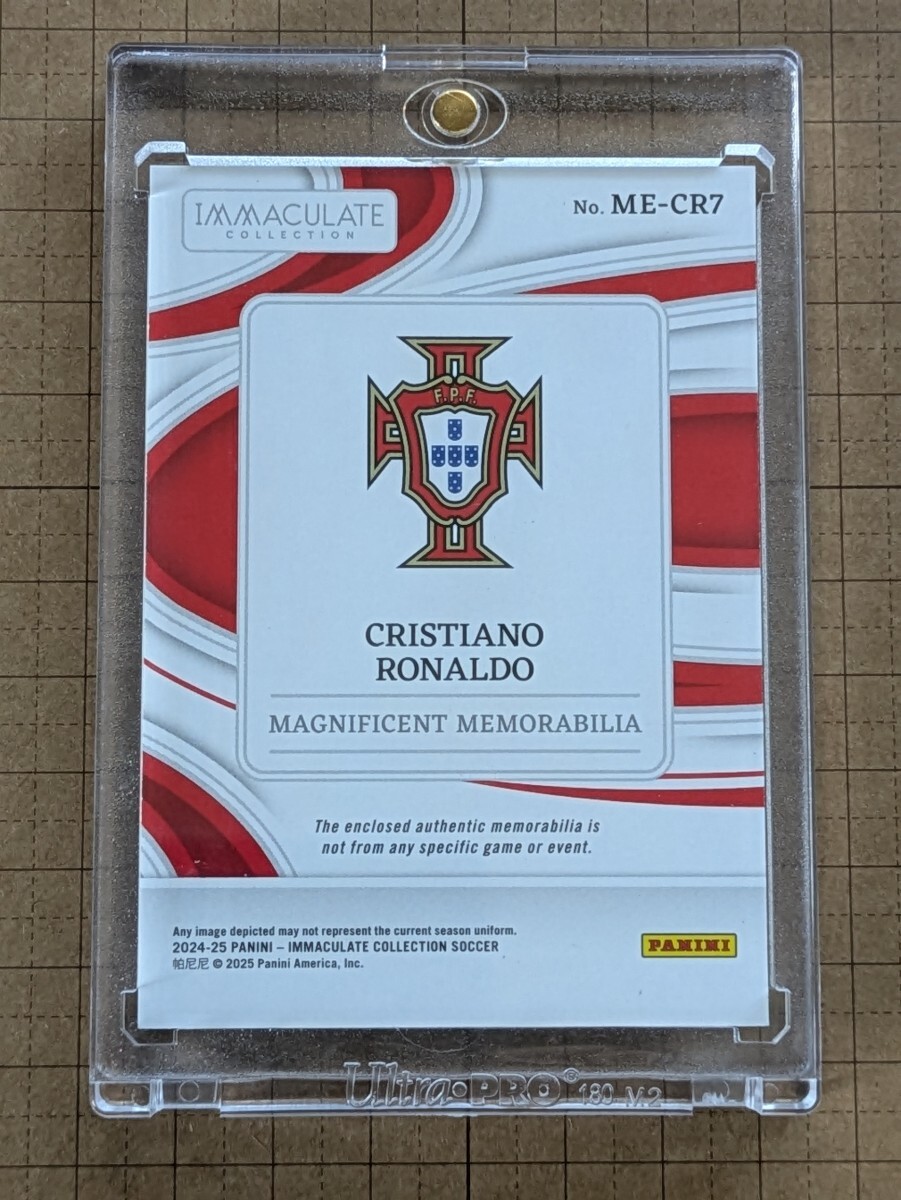 IMMACULATE
COLLECTION
No. ME-CR7
F.P.F.
CRISTIANO
RONALDO
MAGNIFICENT MEMORABILIA
The enclosed authentic memorabilia is
not from any specific game or event.
Any image depicted may not represent the current season uniform.
2024-25 PANINI – IMMACULATE COLLECTION SOCCER
帕尼尼 © 2025 Panini America, Inc.
PANINI
Ultra•PRO® 180 M2